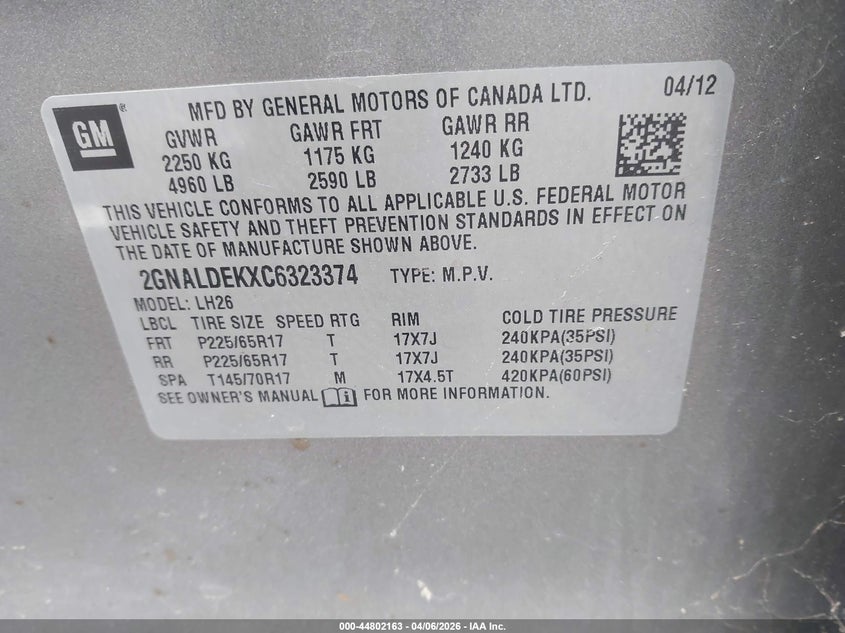 GM
MFD BY GENERAL MOTORS OF CANADA LTD. 04/12
GVWR GAWR FRT GAWR RR
2250 KG 1175 KG 1240 KG
4960 LB 2590 LB 2733 LB
THIS VEHICLE CONFORMS TO ALL APPLICABLE U.S. FEDERAL MOTOR
VEHICLE SAFETY AND THEFT PREVENTION STANDARDS IN EFFECT ON
THE DATE OF MANUFACTURE SHOWN ABOVE.
2GNALDEKXC6323374 TYPE: M.P.V.
MODEL: LH26
LBCL TIRE SIZE SPEED RTG RIM COLD TIRE PRESSURE
FRT P225/65R17 T 17X7J 240KPA(35PSI)
RR P225/65R17 T 17X7J 240KPA(35PSI)
SPA T145/70R17 M 17X4.5T 420KPA(60PSI)
SEE OWNER'S MANUAL i FOR MORE INFORMATION.
000-44802163 - 04/06/2026 - IAA Inc.